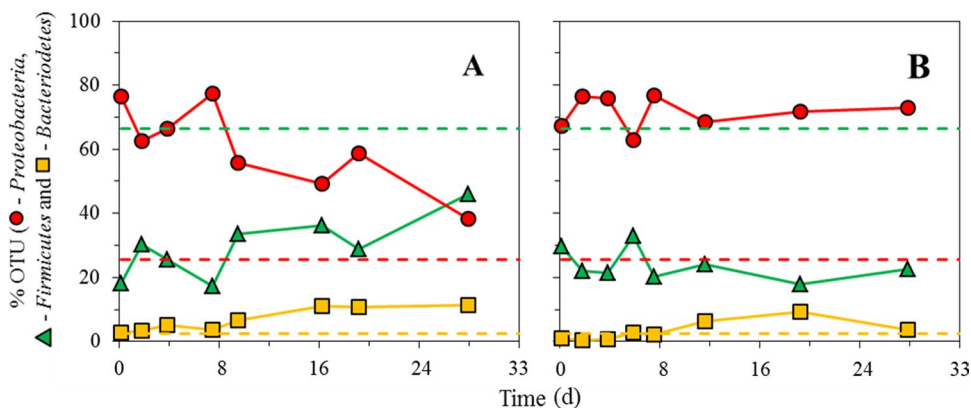 % OTU (● - Proteobacteria,
▲ - Firmicutes and ■ - Bacteriodetes)
100
80
60
40
20
0
A
0 8 16 24 33
B
0 8 16 24 33
Time (d)